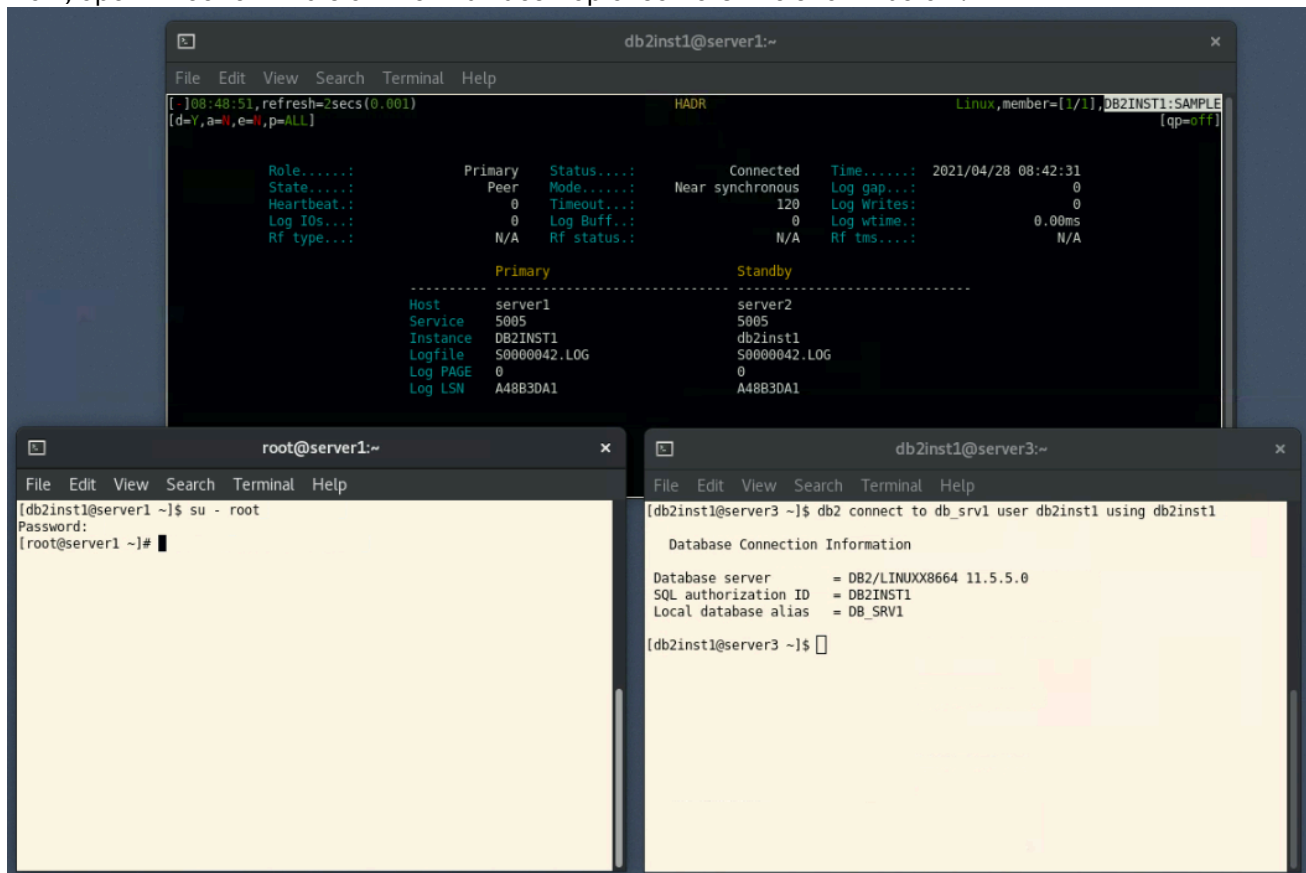 db2inst1@server1:~ ×
File Edit View Search Terminal Help
[-]08:48:51,refresh=2secs(0.001) HADR Linux,member=[1/1],DB2INST1:SAMPLE
[d=Y,a=N,e=N,p=ALL] [qp=off]
Role......: Primary Status....: Connected Time......: 2021/04/28 08:42:31
State.....: Peer Mode......: Near synchronous Log gap...: 0
Heartbeat.: 0 Timeout...: 120 Log Writes: 0
Log IOs...: 0 Log Buff..: 0 Log wtime.: 0.00ms
Rf type...: N/A Rf status.: N/A Rf tms....: N/A
Primary Standby
---------- ----------------------------- -----------------------------
Host server1 server2
Service 5005 5005
Instance DB2INST1 db2inst1
Logfile S0000042.LOG S0000042.LOG
Log PAGE 0 0
Log LSN A48B3DA1 A48B3DA1
root@server1:~ ×
File Edit View Search Terminal Help
[db2inst1@server1 ~]$ su - root
Password:
[root@server1 ~]#
db2inst1@server3:~ ×
File Edit View Search Terminal Help
[db2inst1@server3 ~]$ db2 connect to db_srv1 user db2inst1 using db2inst1
Database Connection Information
Database server = DB2/LINUXX8664 11.5.5.0
SQL authorization ID = DB2INST1
Local database alias = DB_SRV1
[db2inst1@server3 ~]$